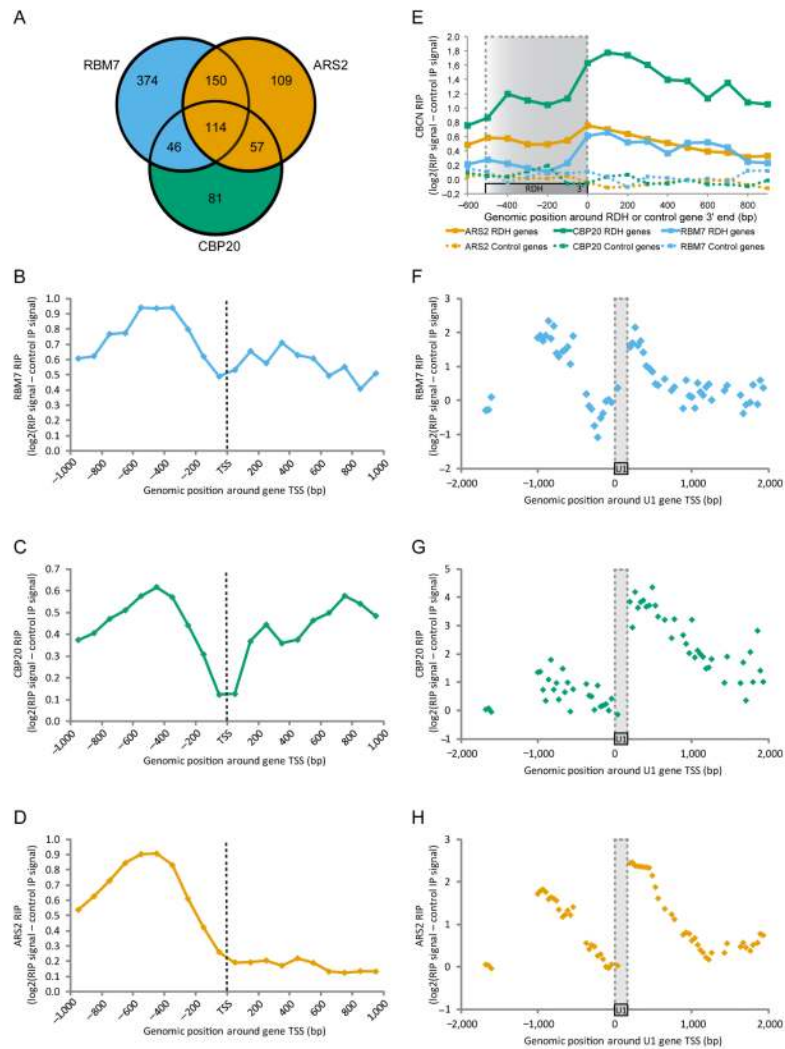 A
RBM7
ARS2
374
150
109
114
46
57
81
CBP20
E
CBCN RIP
(log2(RIP signal – control IP signal)
2,0
1,8
1,6
1,4
1,2
1,0
0,8
0,6
0,4
0,2
0,0
−0,2
RDH
3'
−600
−400
−200
0
200
400
600
800
Genomic position around RDH or control gene 3' end (bp)
ARS2 RDH genes
CBP20 RDH genes
RBM7 RDH genes
ARS2 Control genes
CBP20 Control genes
RBM7 Control genes
B
RBM7 RIP
(log2(RIP signal – control IP signal)
1.0
0.9
0.8
0.7
0.6
0.5
0.4
0.3
0.2
0.1
0.0
−1,000
−800
−600
−400
−200
TSS
200
400
600
800
1,000
Genomic position around gene TSS (bp)
F
RBM7 RIP
(log2(RIP signal – control IP signal)
3
2
1
0
−1
−2
U1
−2,000
−1,000
0
1,000
2,000
Genomic position around U1 gene TSS (bp)
C
CBP20 RIP
(log2(RIP signal – control IP signal)
0.7
0.6
0.5
0.4
0.3
0.2
0.1
0.0
−1,000
−800
−600
−400
−200
TSS
200
400
600
800
1,000
Genomic position around gene TSS (bp)
G
CBP20 RIP
(log2(RIP signal – control IP signal)
5
4
3
2
1
0
−1
U1
−2,000
−1,000
0
1,000
2,000
Genomic position around U1 gene TSS (bp)
D
ARS2 RIP
(log2(RIP signal – control IP signal)
1.0
0.9
0.8
0.7
0.6
0.5
0.4
0.3
0.2
0.1
0.0
−1,000
−800
−600
−400
−200
TSS
200
400
600
800
1,000
Genomic position around gene TSS (bp)
H
ARS2 RIP
(log2(RIP signal – control IP signal)
3
2
1
0
−1
U1
−2,000
−1,000
0
1,000
2,000
Genomic position around U1 gene TSS (bp)